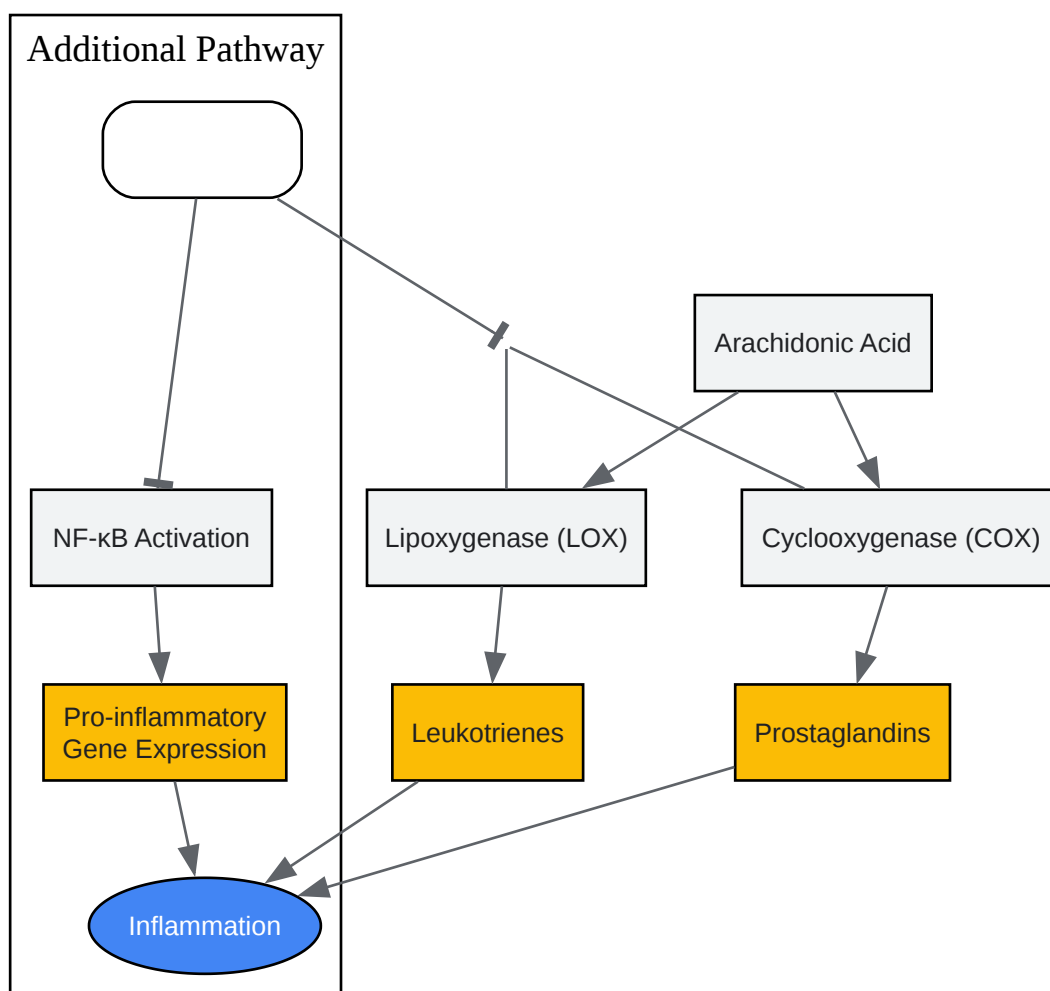 Additional Pathway
Arachidonic Acid
NF-κB Activation
Lipoxygenase (LOX)
Cyclooxygenase (COX)
Pro-inflammatory
Gene Expression
Leukotrienes
Prostaglandins
Inflammation